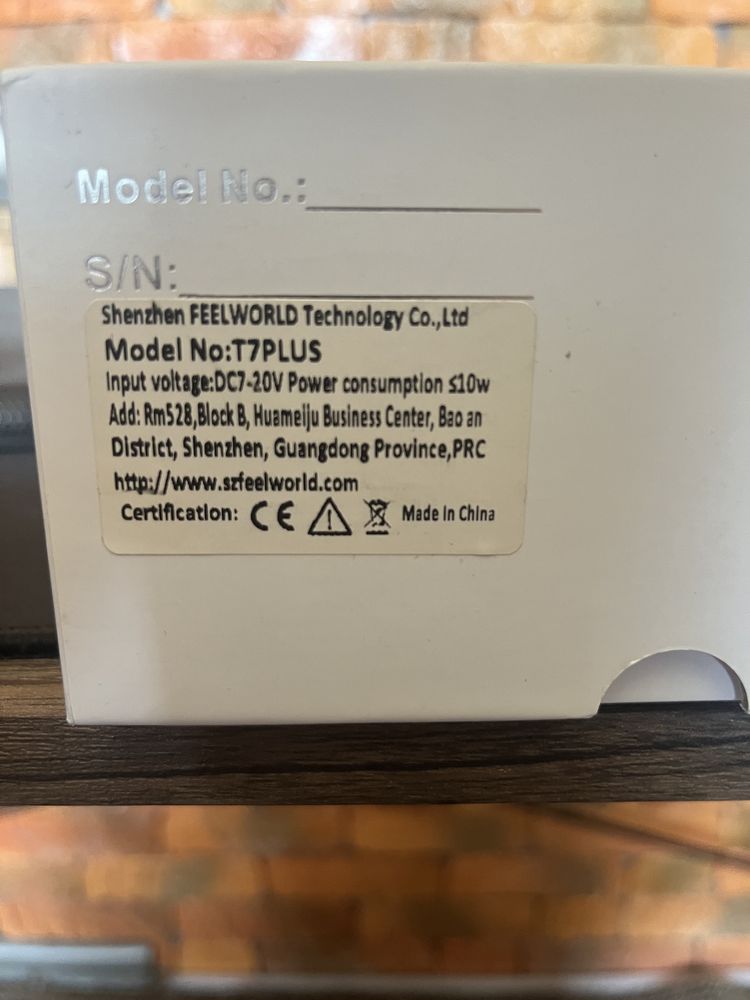 Model No.:
S/N:
Shenzhen FEELWORLD Technology Co.,Ltd
Model No:T7PLUS
Input voltage:DC7-20V Power consumption ≤10w
Add: Rm528,Block B, Huameiju Business Center, Bao an
District, Shenzhen, Guangdong Province,PRC
http://www.szfeelworld.com
Certification: CE Made in China